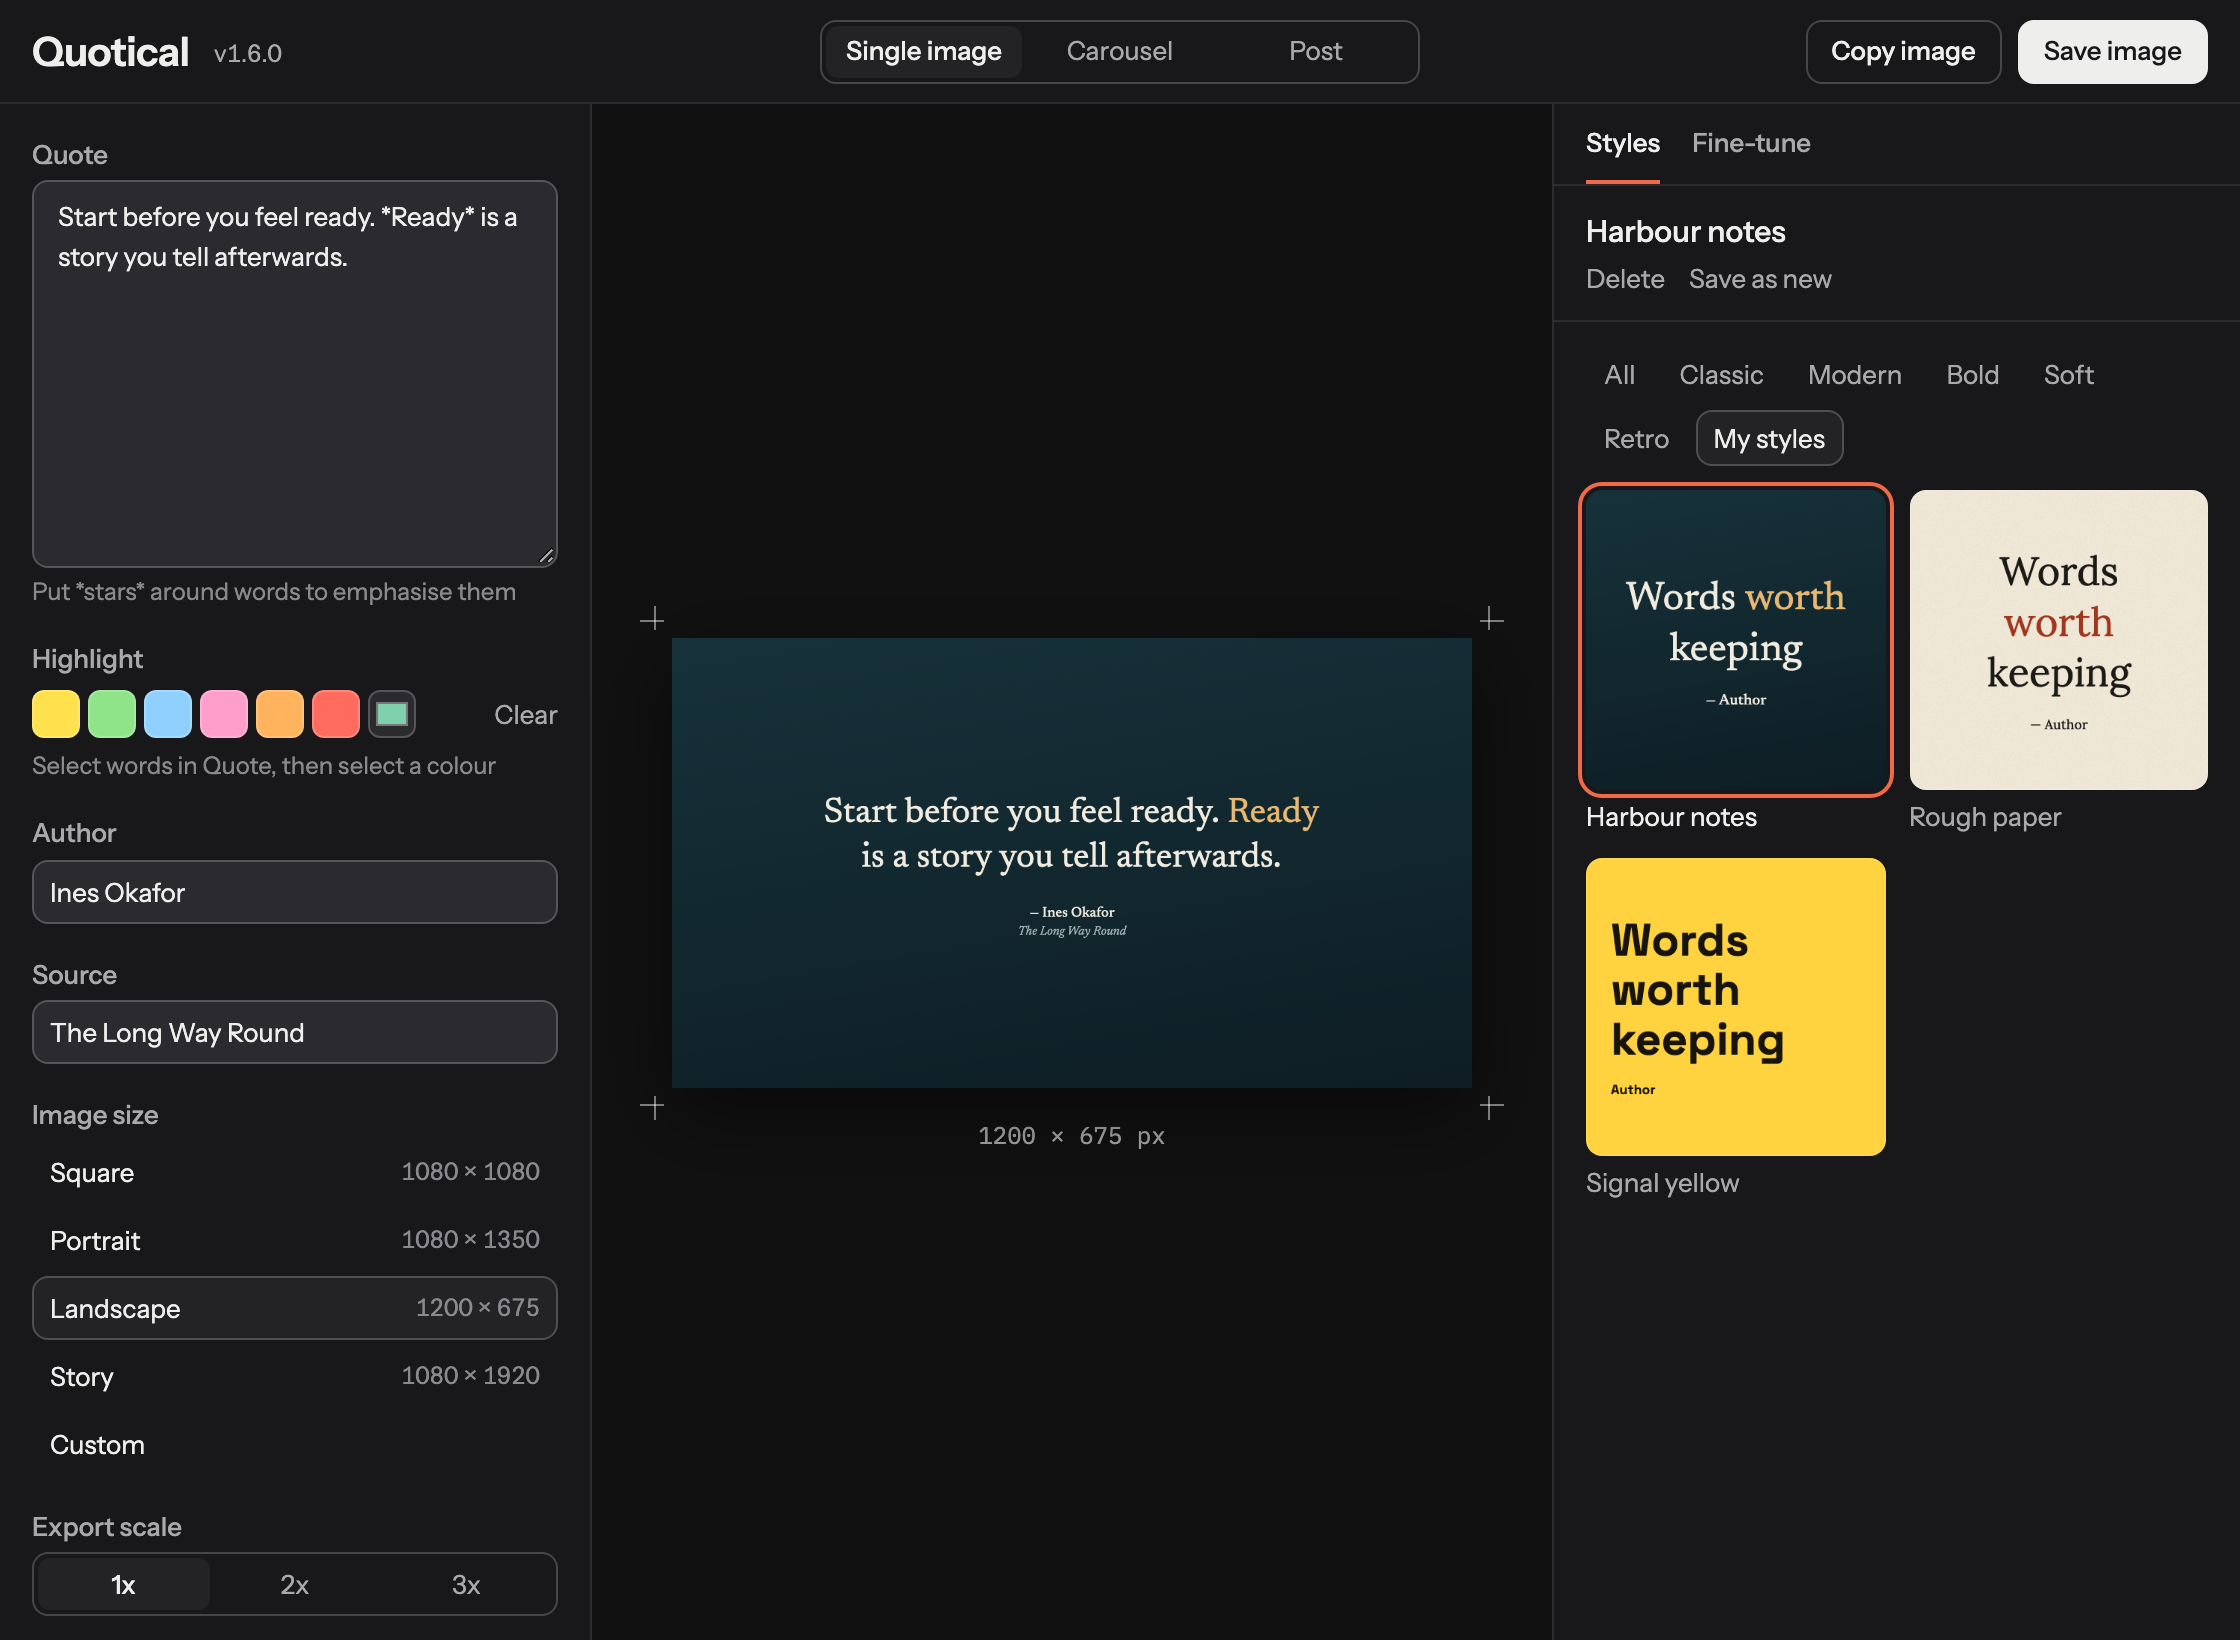 Quotical v1.6.0
Single image Carousel Post
Copy image Save image
Quote
Start before you feel ready. *Ready* is a
story you tell afterwards.
Put *stars* around words to emphasise them
Highlight
Clear
Select words in Quote, then select a colour
Author
Ines Okafor
Source
The Long Way Round
Image size
Square 1080 × 1080
Portrait 1080 × 1350
Landscape 1200 × 675
Story 1080 × 1920
Custom
Export scale
1x 2x 3x
Start before you feel ready. Ready
is a story you tell afterwards.
– Ines Okafor
The Long Way Round
1200 × 675 px
Styles Fine-tune
Harbour notes
Delete Save as new
All Classic Modern Bold Soft
Retro My styles
Words worth
keeping
– Author
Harbour notes
Words
worth
keeping
– Author
Rough paper
Words
worth
keeping
Author
Signal yellow